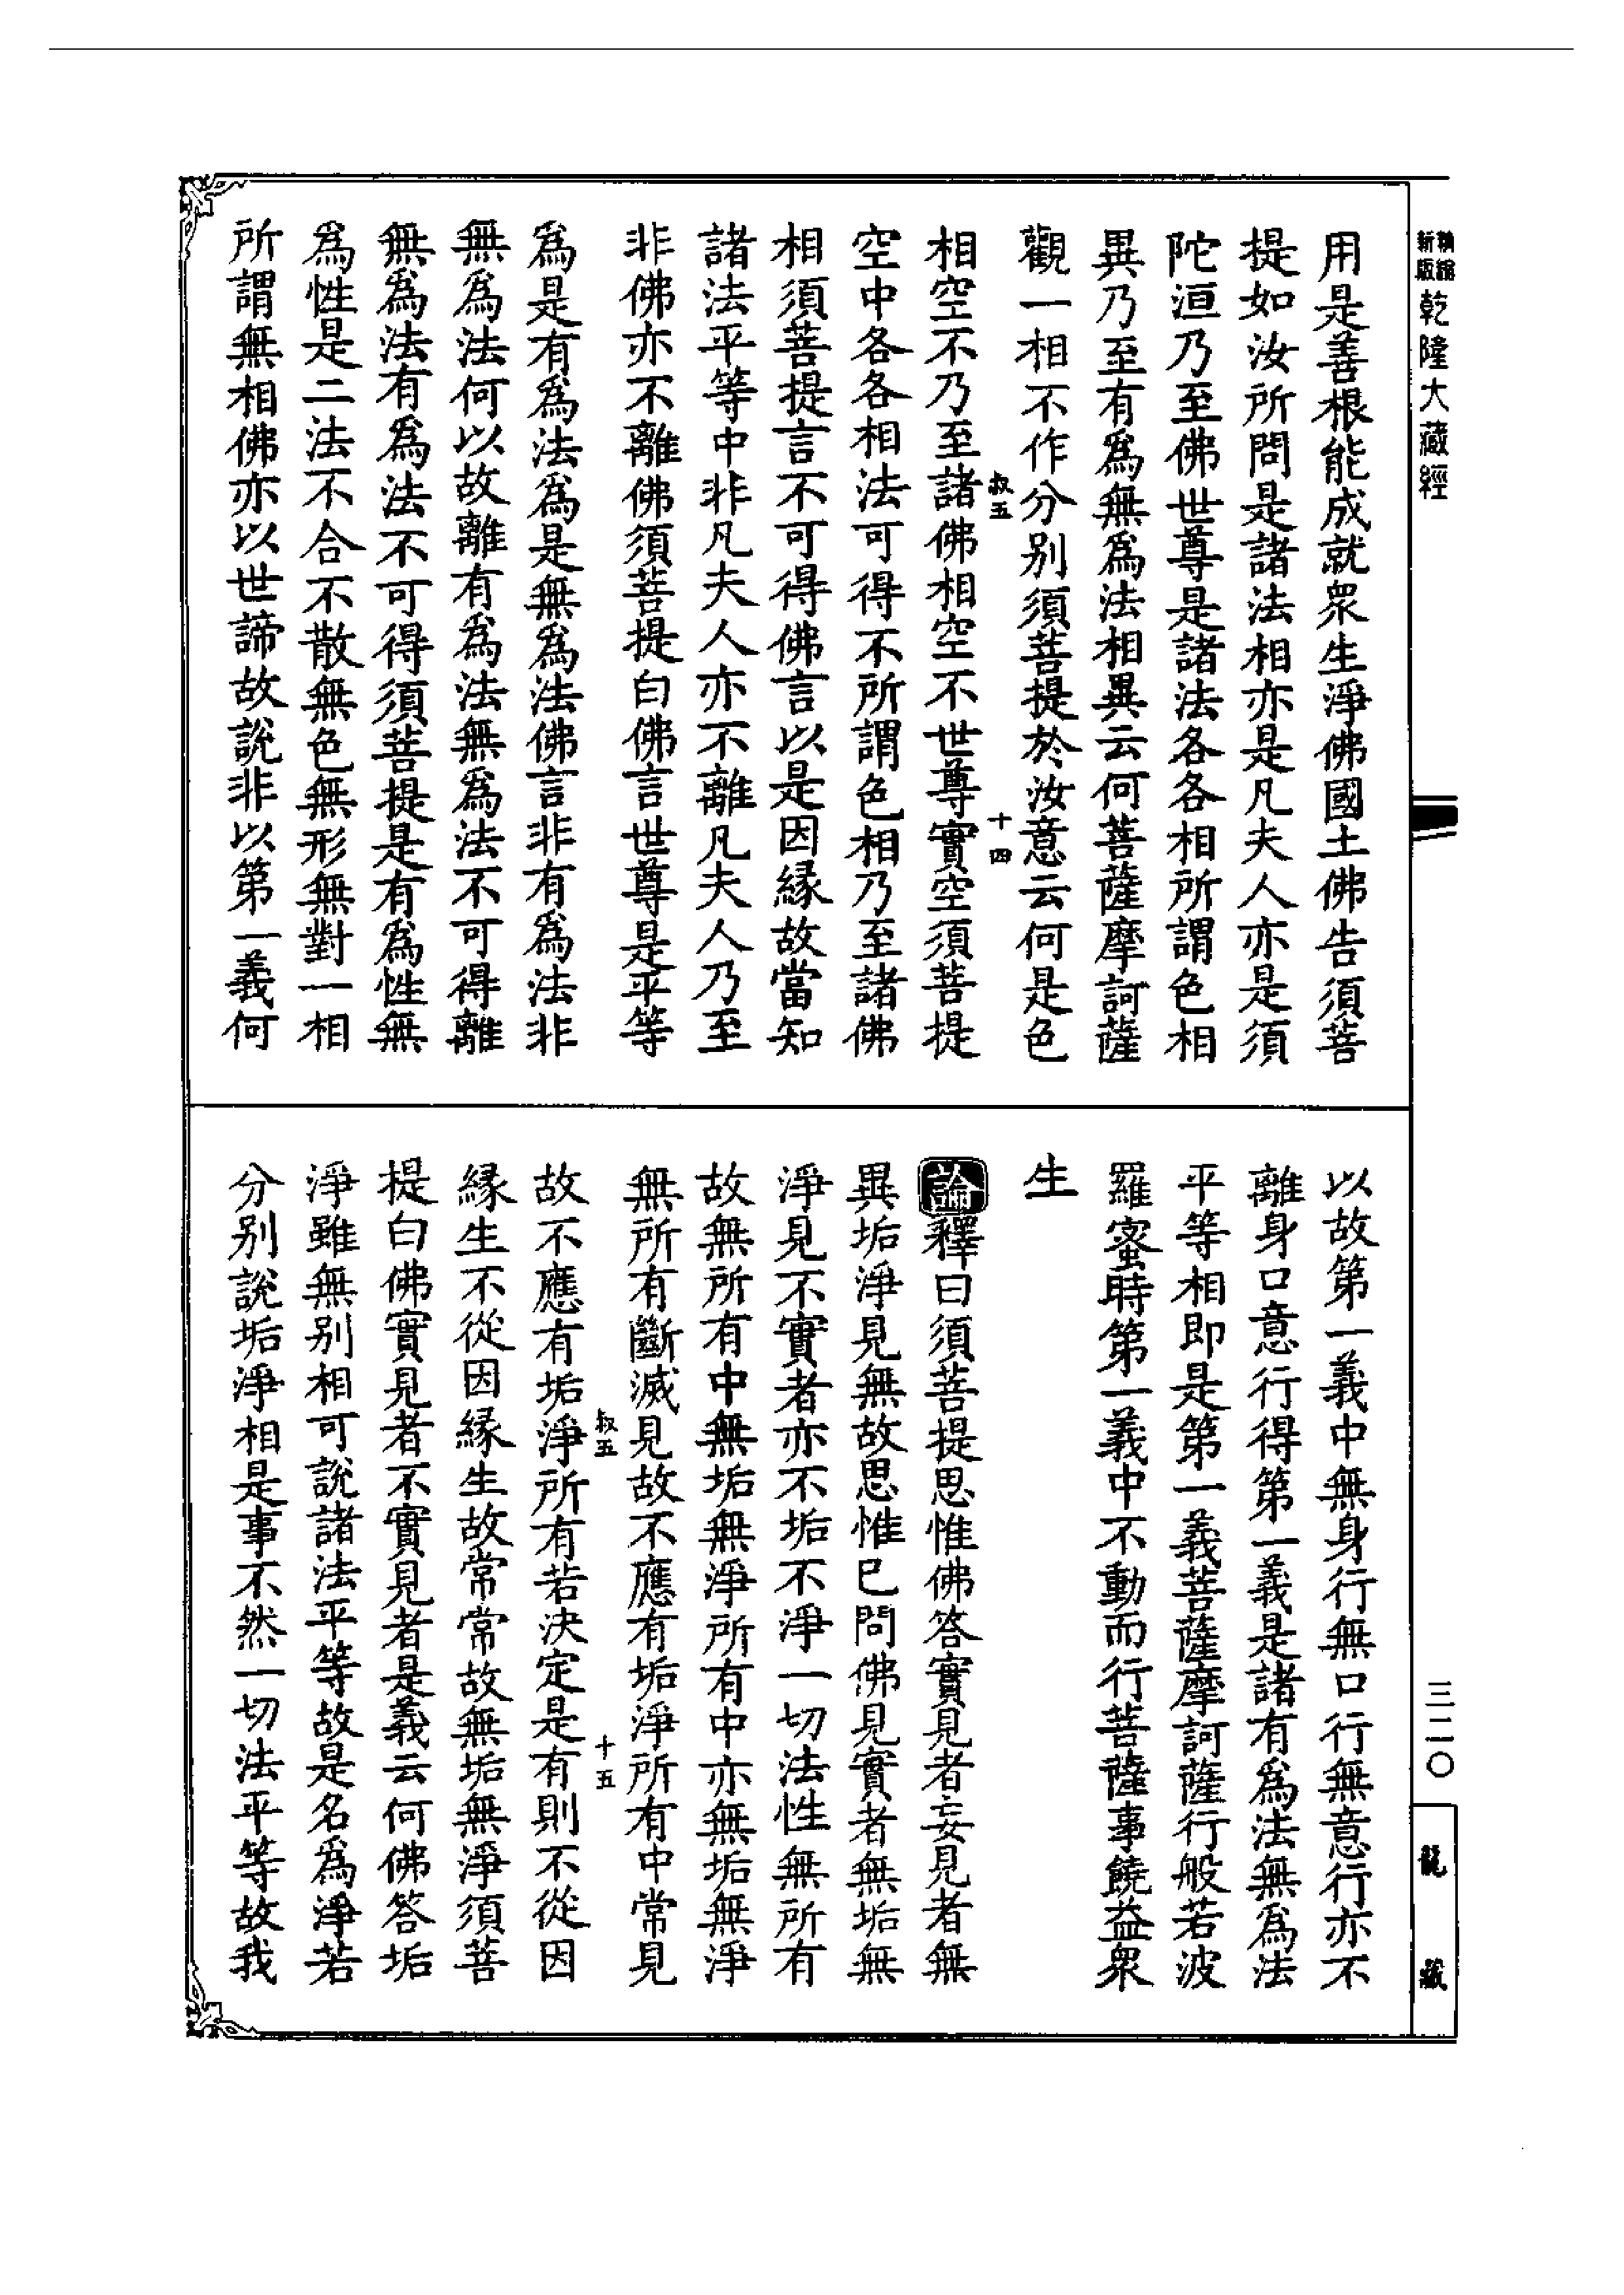 精縮新版乾隆大藏經
用是善根能成就眾生淨佛國土佛告須菩
提如汝所問是諸法相亦是凡夫人亦是須
陀洹乃至佛世尊是諸法各各相所謂色相
異乃至有為無為法相異云何菩薩摩訶薩
觀一相不作分別須菩提於汝意云何是色
叔五 十四
相空不乃至諸佛相空不世尊實空須菩提
空中各各相法可得不所謂色相乃至諸佛
相須菩提言不可得佛言以是因緣故當知
諸法平等中非凡夫人亦不離凡夫人乃至
非佛亦不離佛須菩提白佛言世尊是平等
為是有為法為是無為法佛言非有為法非
無為法何以故離有為法無為法不可得離
無為法有為法不可得須菩提是有為性無
為性是二法不合不散無色無形無對一相
所謂無相佛亦以世諦故說非以第一義何
以故第一義中無身行無口行無意行亦不
離身口意行得第一義是諸有為法無為法
平等相即是第一義菩薩摩訶薩行般若波
羅蜜時第一義中不動而行菩薩事饒益眾
生
論釋曰須菩提思惟佛答實見者妄見者無
異垢淨見無故思惟已問佛見實者無垢無
淨見不實者亦不垢不淨一切法性無所有
故無所有中無垢無淨所有中亦無垢無淨
無所有斷滅見故不應有垢淨所有中常見
叔五 十五
故不應有垢淨所有若決定是有則不從因
緣生不從因緣生故常常故無垢無淨須菩
提白佛實見者不實見者是義云何佛答垢
淨雖無別相可說諸法平等故是名為淨若
分別說垢淨相是事不然一切法平等故我
三二〇
龍藏